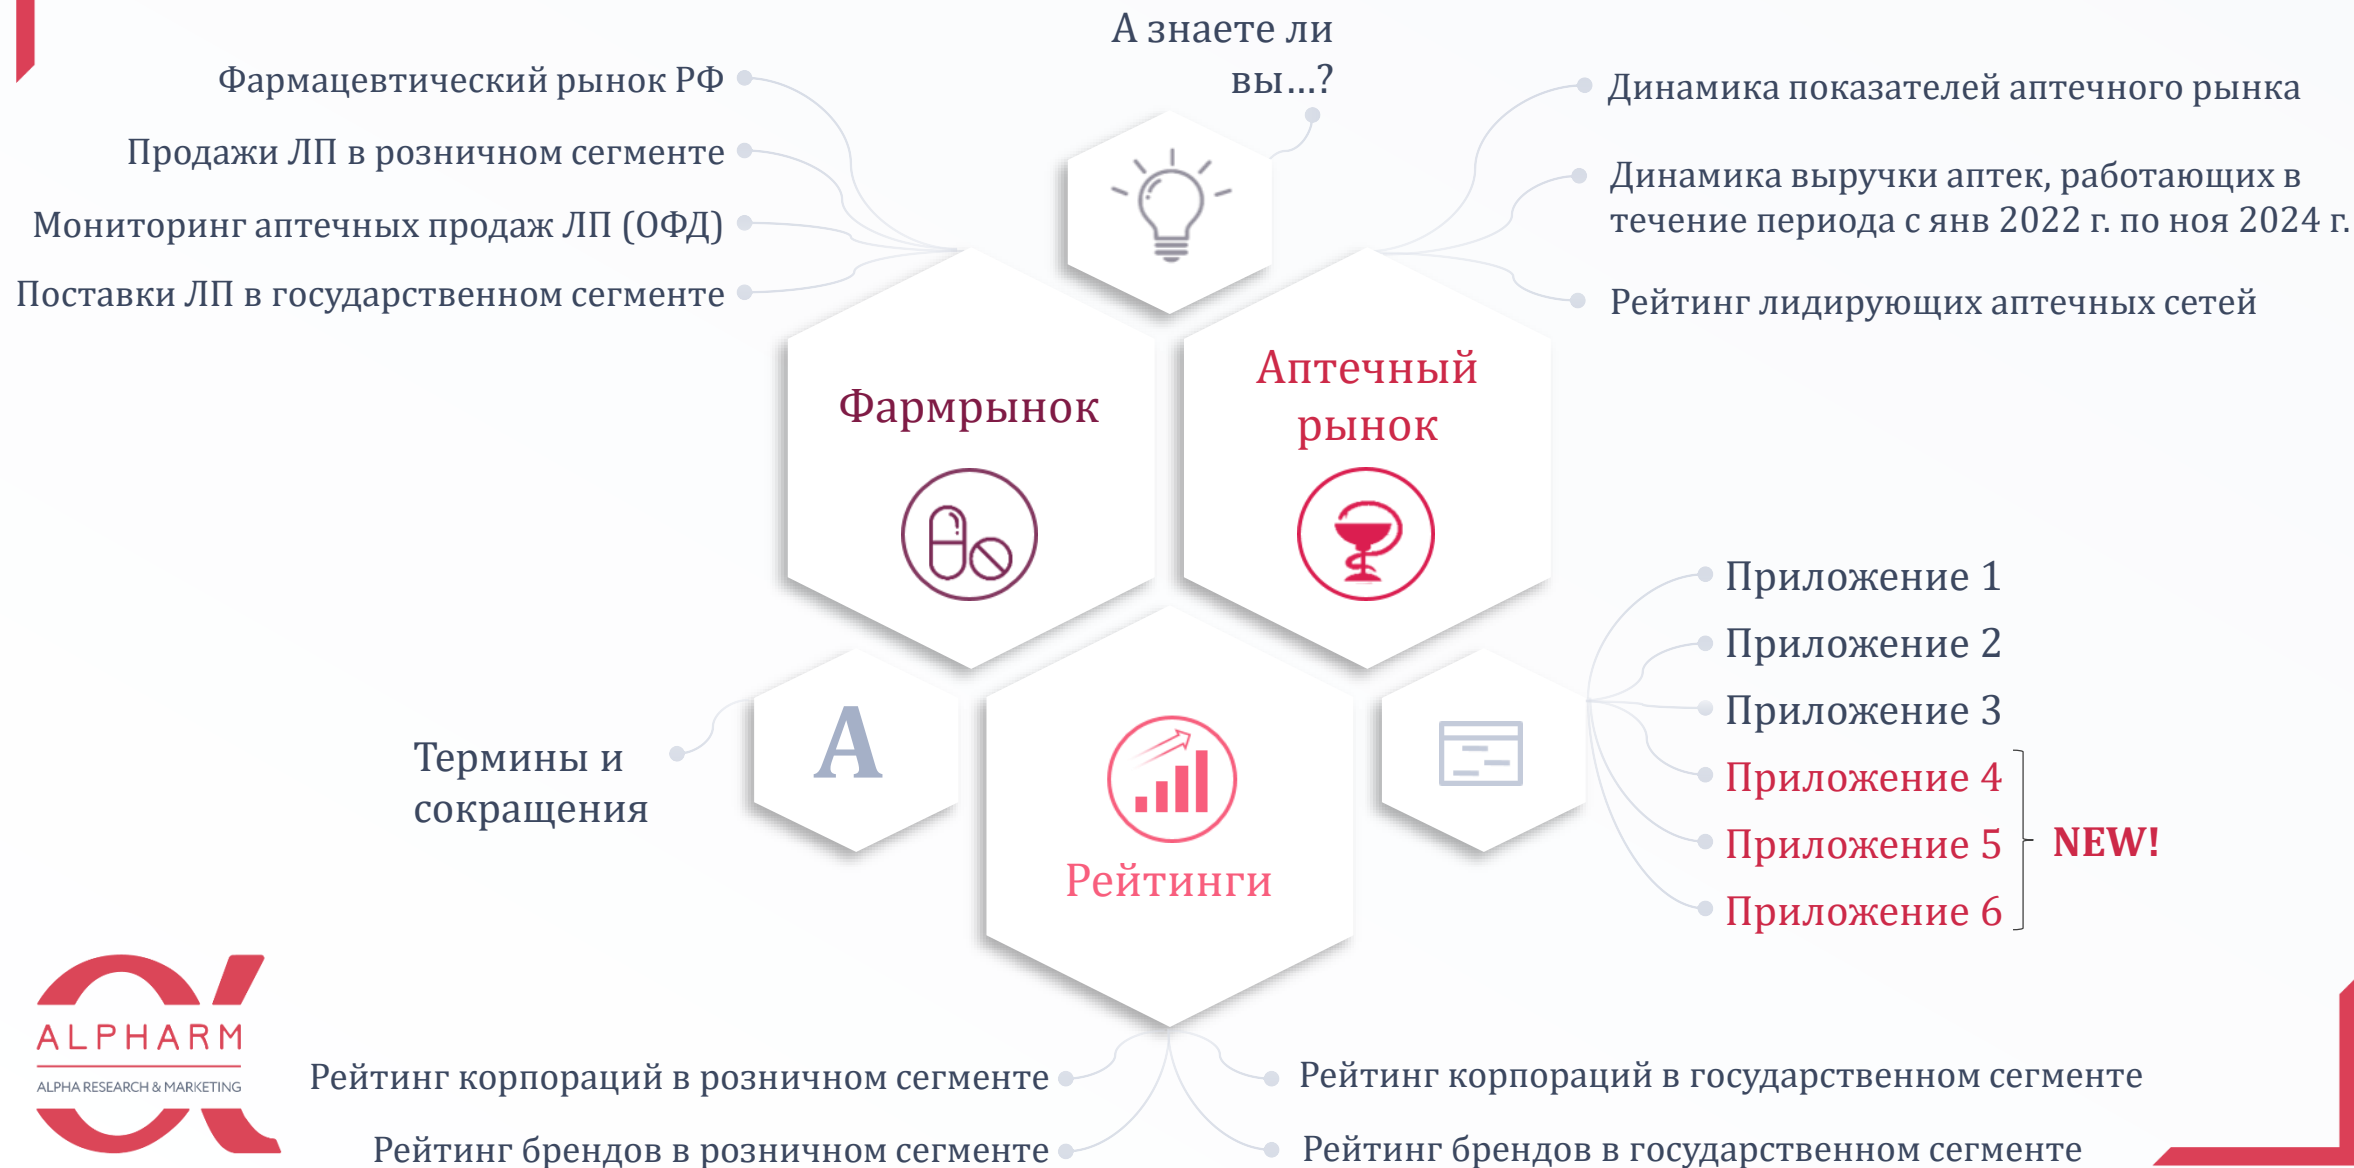 А знаете ли
вы...?
Фармацевтический рынок РФ
Продажи ЛП в розничном сегменте
Мониторинг аптечных продаж ЛП (ОФД)
Поставки ЛП в государственном сегменте
Динамика показателей аптечного рынка
Динамика выручки аптек, работающих в
течение периода с янв 2022 г. по ноя 2024 г.
Рейтинг лидирующих аптечных сетей
Фармрынок
Аптечный
рынок
Приложение 1
Приложение 2
Приложение 3
Приложение 4
Приложение 5
Приложение 6
NEW!
Термины и
сокращения
А
Рейтинги
ALPHARM
ALPHA RESEARCH & MARKETING
Рейтинг корпораций в розничном сегменте
Рейтинг брендов в розничном сегменте
Рейтинг корпораций в государственном сегменте
Рейтинг брендов в государственном сегменте